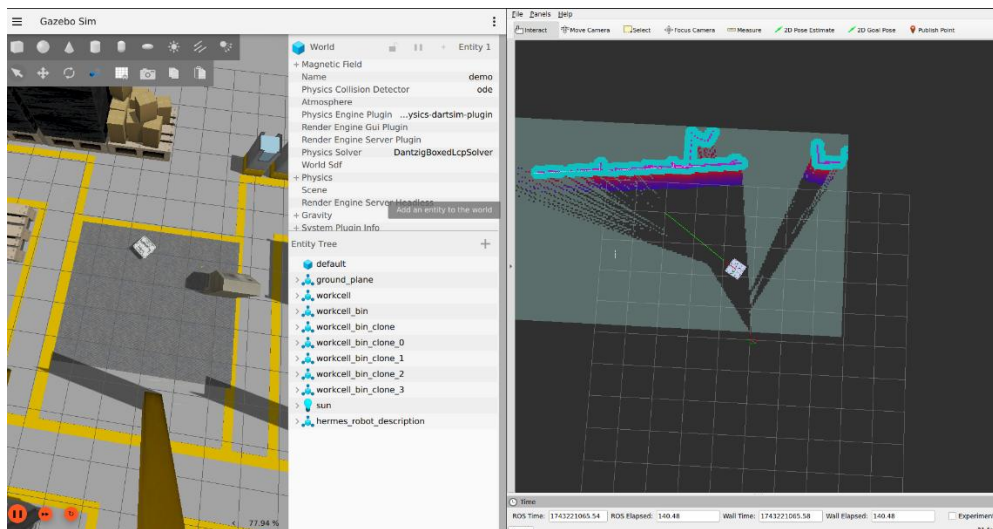 Gazebo Sim
World
Entity 1
+ Magnetic Field
Name demo
Physics Collision Detector ode
Atmosphere
Physics Engine Plugin ...ysics-dartsim-plugin
Render Engine Gui Plugin
Render Engine Server Plugin
Physics Solver DantzigBoxedLcpSolver
World Sdf
+ Physics
Scene
Render Engine Server Headless
Add an entity to the world
+ Gravity
+ System Plugin Info
Entity Tree
default
ground_plane
workcell
workcell_bin
workcell_bin_clone
workcell_bin_clone_0
workcell_bin_clone_1
workcell_bin_clone_2
workcell_bin_clone_3
sun
hermes_robot_description
77.94 %
File Panels Help
Interact Move Camera Select Focus Camera Measure 2D Pose Estimate 2D Goal Pose Publish Point
Time
ROS Time: 1743221065.54 ROS Elapsed: 140.48 Wall Time: 1743221065.58 Wall Elapsed: 140.48 Experiment